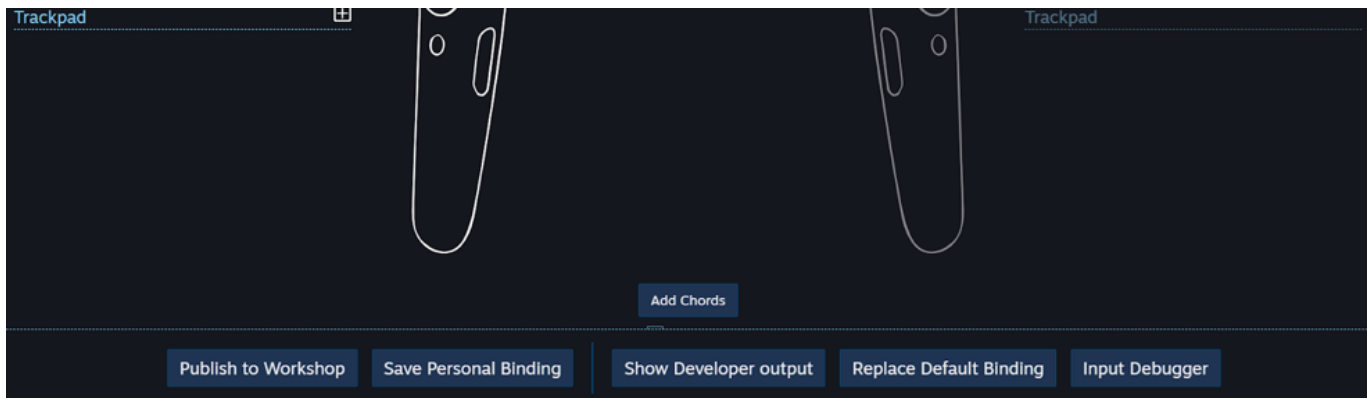 Trackpad
Trackpad
Add Chords
Publish to Workshop Save Personal Binding Show Developer output Replace Default Binding Input Debugger